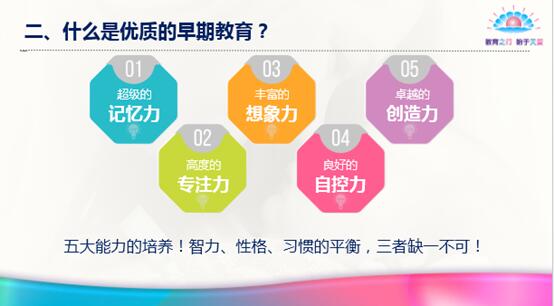 二、什么是优质的早期教育？
教育之行 始于天英
01
超级的
记忆力
02
高度的
专注力
03
丰富的
想象力
04
良好的
自控力
05
卓越的
创造力
五大能力的培养！智力、性格、习惯的平衡，三者缺一不可！